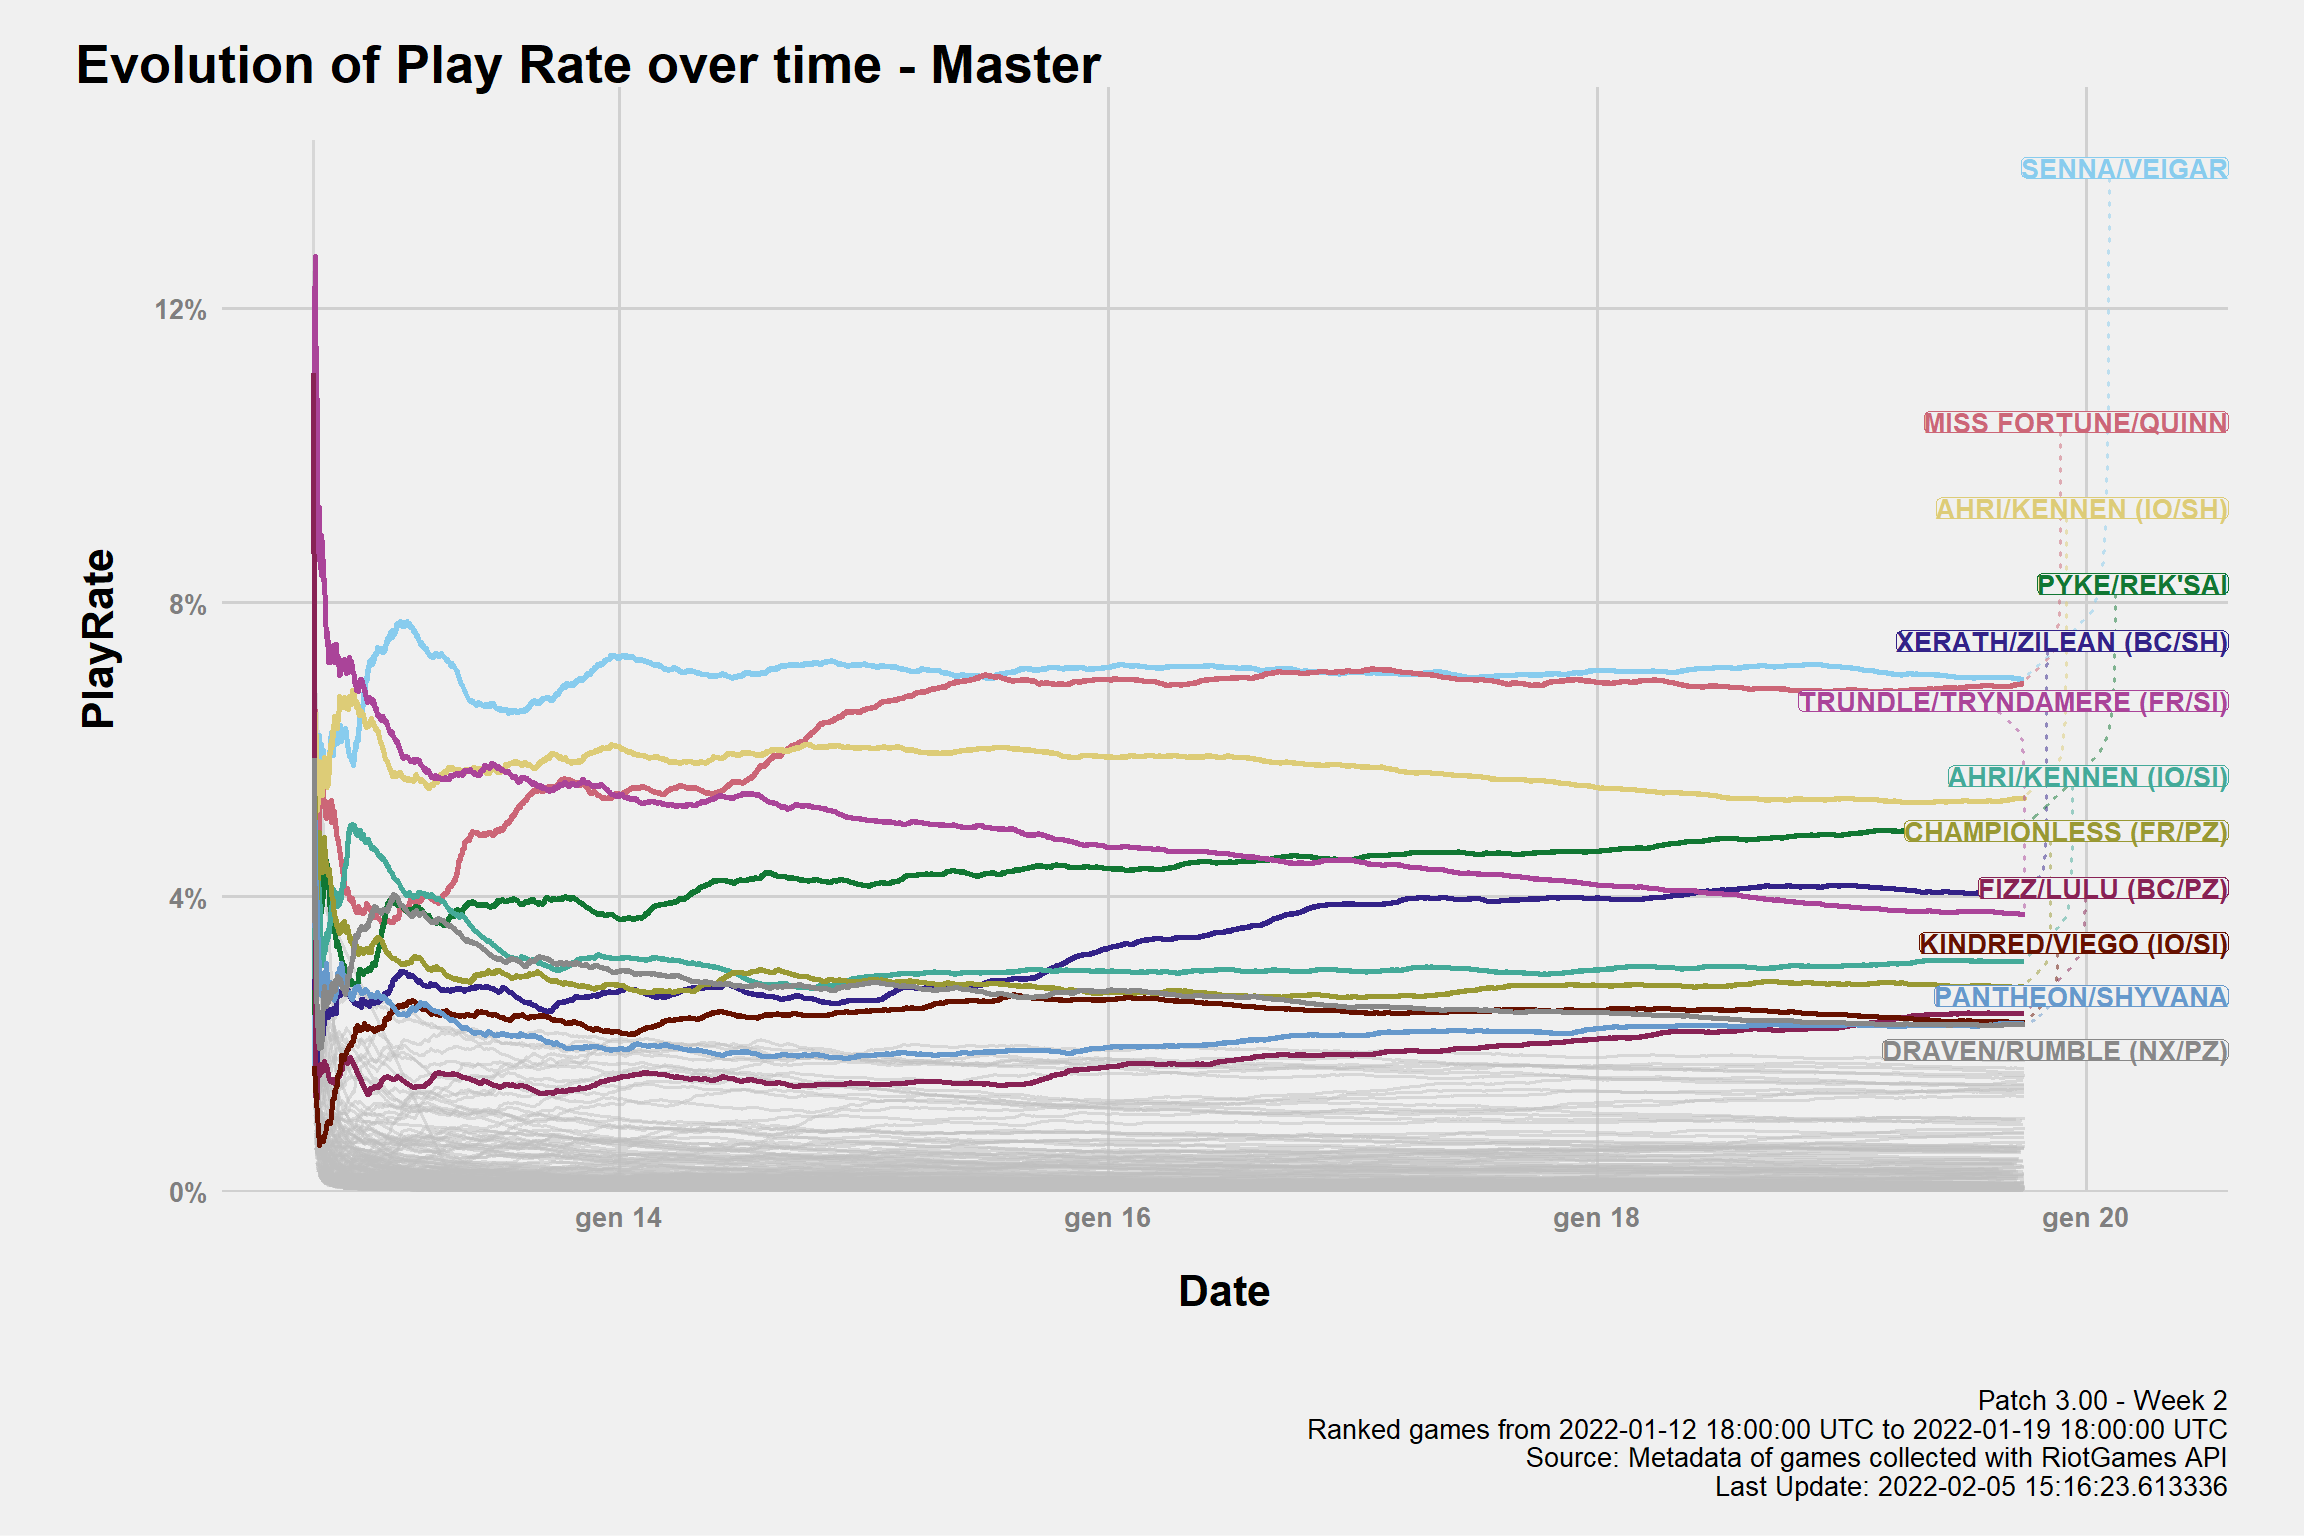 Evolution of Play Rate over time - Master
SENNA/VEIGAR
12%
MISS FORTUNE/QUINN
AHRI/KENNEN (IO/SH)
PYKE/REK'SAI
8%
XERATH/ZILEAN (BC/SH)
PlayRate
TRUNDLE/TRYNDAMERE (FR/SI)
AHRI/KENNEN (IO/SI)
CHAMPIONLESS (FR/PZ)
4%
FIZZ/LULU (BC/PZ)
KINDRED/VIEGO (IO/SI)
PANTHEON/SHYVANA
DRAVEN/RUMBLE (NX/PZ)
0%
gen 14
gen 16
gen 18
gen 20
Date
Patch 3.00 - Week 2
Ranked games from 2022-01-12 18:00:00 UTC to 2022-01-19 18:00:00 UTC
Source: Metadata of games collected with RiotGames API
Last Update: 2022-02-05 15:16:23.613336